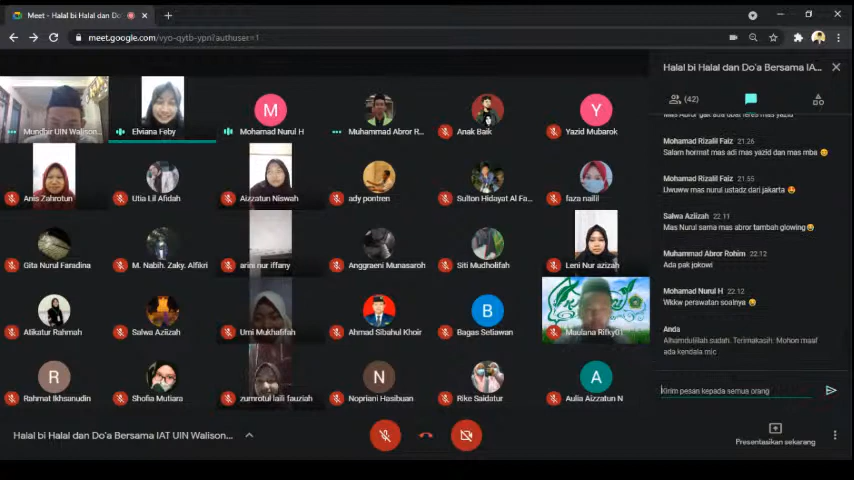 Meet - Halal bi Halal dan Do'
meet.google.com/vyo-qytb-ypn?authuser=1
Halal bi Halal dan Do'a Bersama IAT...
(42)
Mundzir UIN Walison...
Elviana Feby
M
Mohamad Nurul H
Muhammad Abror R...
Anak Baik
Y
Yazid Mubarok
Anis Zahrotun
Utia Lil Afidah
Aizzatun Niswah
ady pontren
Sulton Hidayat Al Fa...
faza nailil
Gita Nurul Faradina
M. Nabih. Zaky. Alfikri
arini nur iffany
Anggraeni Munasaroh
Siti Mudholifah
Leni Nur azizah
Atikatur Rahmah
Salwa Aziizah
Umi Mukhafifah
Ahmad Sibahul Khoir
B
Bagas Setiawan
Maulana Rifky01
R
Rahmat Ikhsanudin
Shofia Mutiara
zumrotul laili fauziah
N
Nopriani Hasibuan
Rike Saidatur
A
Aulia Aizzatun N
Mohamad Rizalil Faiz 21.26
Salam hormat mas adi mas yazid dan mas mba
Mohamad Rizalil Faiz 21.55
Uwuww mas nurul ustadz dari jakarta
Salwa Aziizah 22.11
Mas Nurul sama mas abror tambah glowing
Muhammad Abror Rohim 22.12
Ada pak jokowi
Mohamad Nurul H 22.12
Wkkw perawatan soalnya
Anda
Alhamdulillah sudah. Terimakasih. Mohon maaf
ada kendala mic
Kirim pesan kepada semua orang
Halal bi Halal dan Do'a Bersama IAT UIN Walison...
Presentasikan sekarang